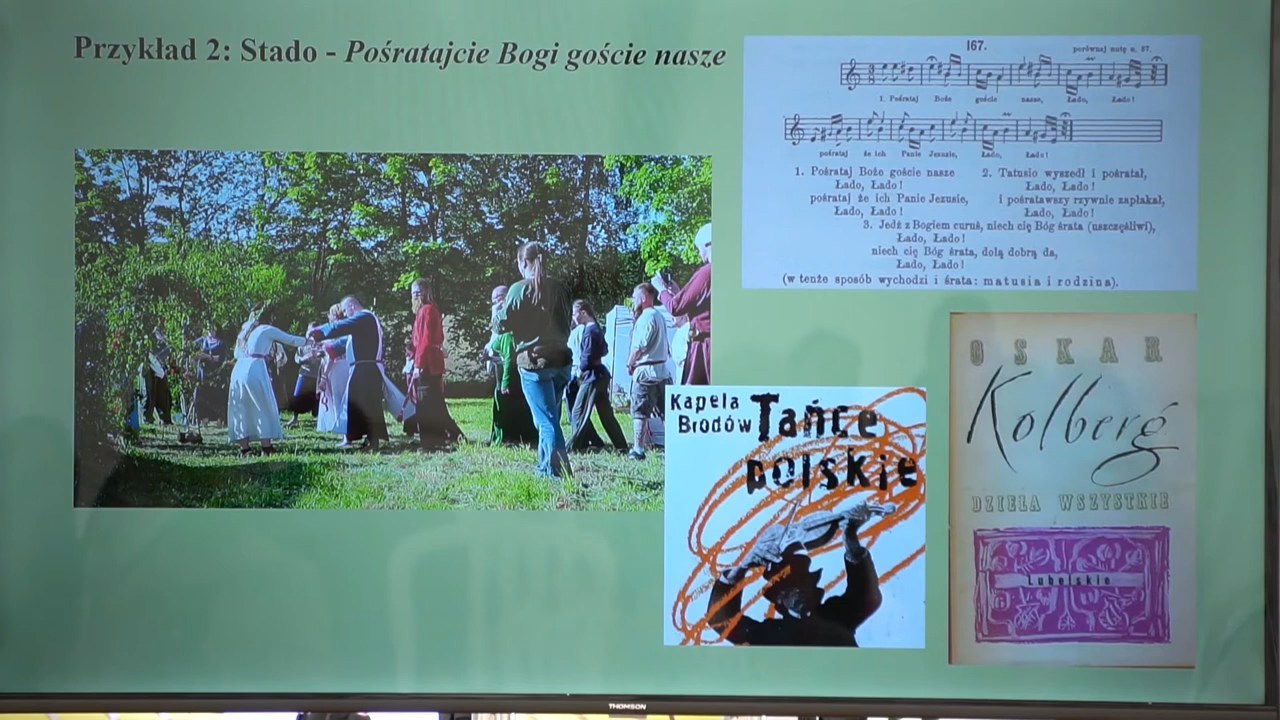 Przykład 2: Stado - Pośratajcie Bogi goście nasze
167.
porównaj nutę n. 87.
1. Pośrataj Boże goście nasze, Łado, Łado!
pośrataj że ich Panie Jezusie, Łado, Łado!
1. Pośrataj Boże goście nasze
Łado, Łado!
pośrataj że ich Panie Jezusie,
Łado, Łado!
2. Tatusio wyszedł i pośratał,
Łado, Łado!
I pośratawszy rzywnie zapłakał,
Łado, Łado!
3. Jedź z Bogiem curuś, niech cię Bóg śrata (uszczęśliwi),
Łado, Łado!
niech cię Bóg śrata, dolą dobrą da,
Łado, Łado!
(w tenże sposób wychodzi i śrata: matusia i rodzina).
Kapela
Brodów
Tańce
polskie
OSKAR
Kolberg
DZIEŁA WSZYSTKIE
Lubelskie
THOMSON